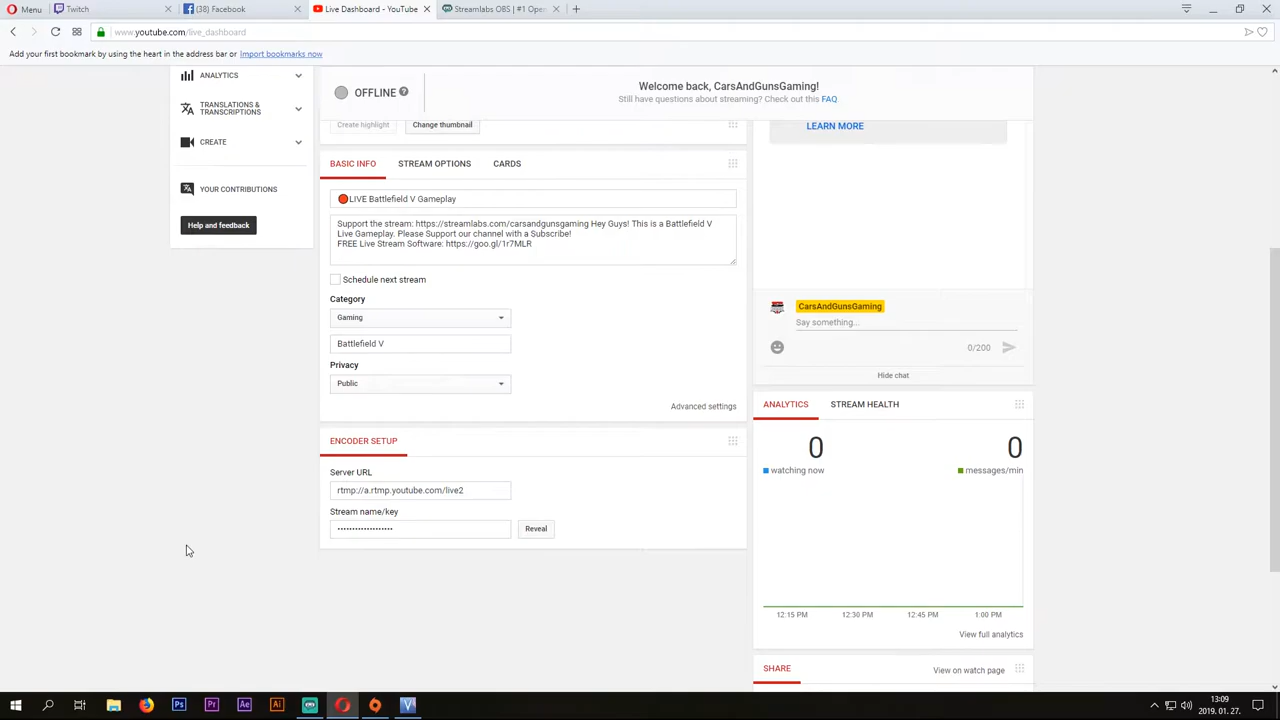 Menu
Twitch
(38) Facebook
Live Dashboard - YouTube
Streamlabs OBS | #1 Open
www.youtube.com/live_dashboard
Add your first bookmark by using the heart in the address bar or Import bookmarks now
ANALYTICS
TRANSLATIONS &
TRANSCRIPTIONS
CREATE
YOUR CONTRIBUTIONS
Help and feedback
OFFLINE ?
Welcome back, CarsAndGunsGaming!
Still have questions about streaming? Check out this FAQ
Create highlight
Change thumbnail
LEARN MORE
BASIC INFO
STREAM OPTIONS
CARDS
LIVE Battlefield V Gameplay
Support the stream: https://streamlabs.com/carsandgunsgaming Hey Guys! This is a Battlefield V
Live Gameplay. Please Support our channel with a Subscribe!
FREE Live Stream Software: https://goo.gl/1r7MLR
Schedule next stream
Category
Gaming
Battlefield V
Privacy
Public
Advanced settings
ENCODER SETUP
Server URL
rtmp://a.rtmp.youtube.com/live2
Stream name/key
••••••••••••••••••••
Reveal
CarsAndGunsGaming
Say something...
0/200
Hide chat
ANALYTICS
STREAM HEALTH
0
0
watching now
messages/min
12:15 PM
12:30 PM
12:45 PM
1:00 PM
View full analytics
SHARE
View on watch page
Ps
Pr
Ae
Ai
13:09
2019. 01. 27.